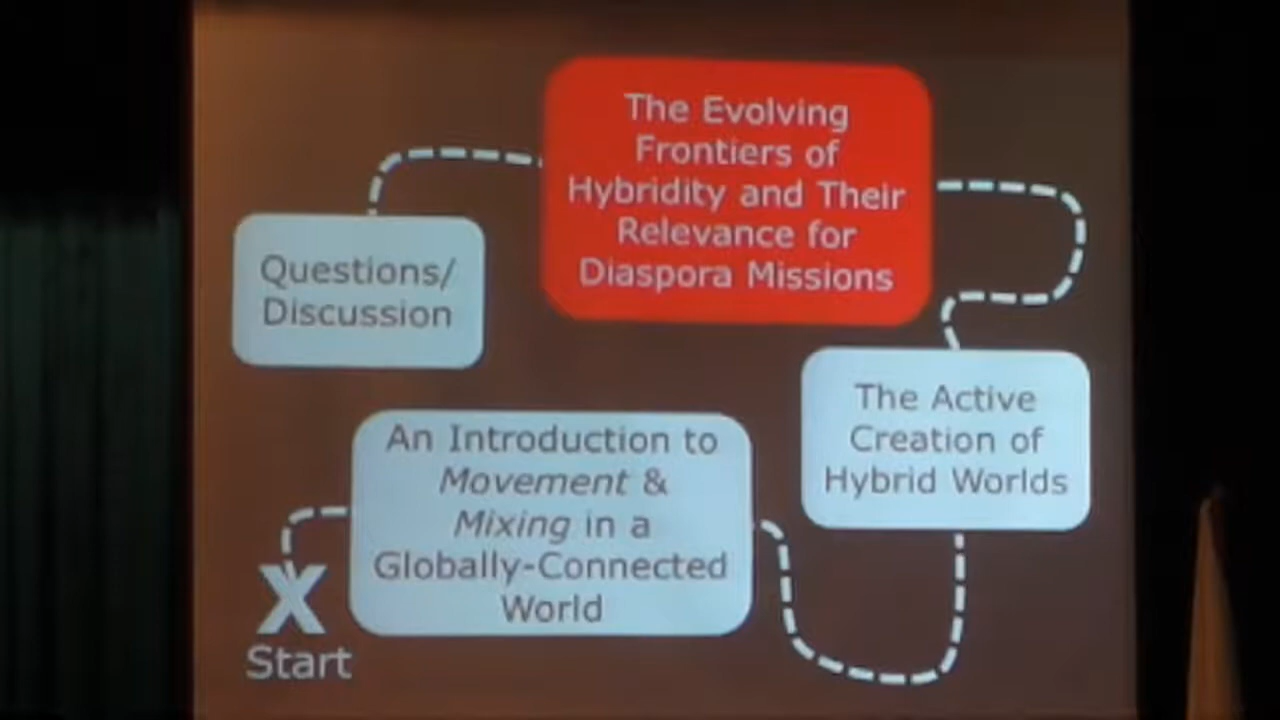 The Evolving
Frontiers of
Hybridity and Their
Relevance for
Diaspora Missions
Questions/
Discussion
The Active
Creation of
Hybrid Worlds
An Introduction to
Movement &
Mixing in a
Globally-Connected
World
X
Start